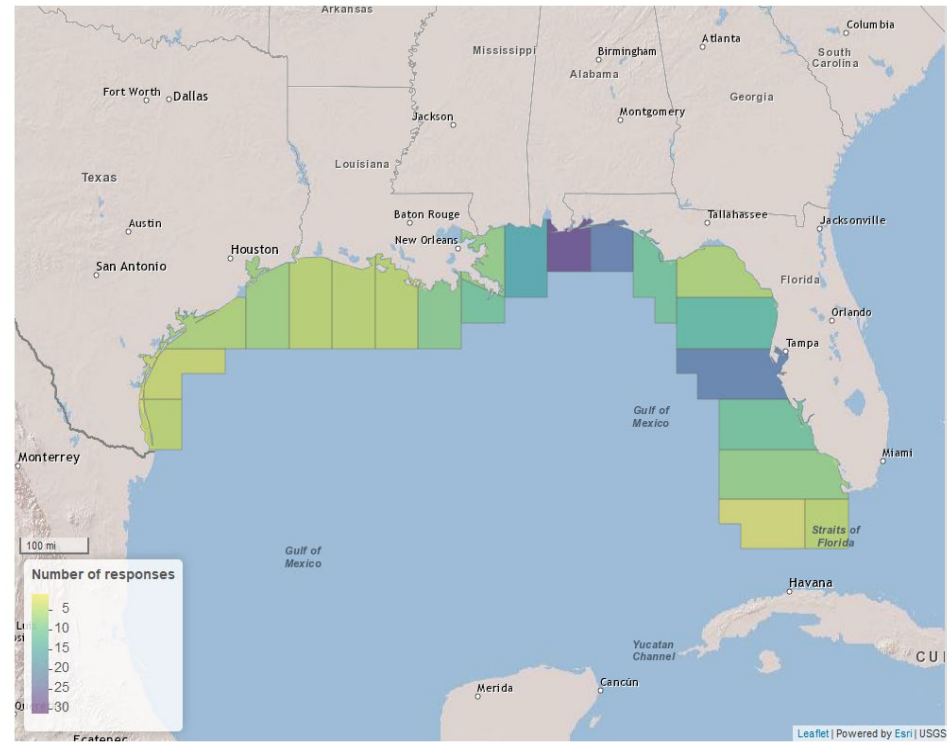 Arkansas
Columbia
Atlanta
Mississippi
Birmingham
South
Carolina
Alabama
Fort Worth
Dallas
Georgia
Jackson
Montgomery
Louisiana
Texas
Baton Rouge
Tallahassee
Austin
Jacksonville
New Orleans
Houston
San Antonio
Florida
Orlando
Tampa
Gulf of
Mexico
Monterrey
Miami
Straits of
Florida
100 mi
Gulf of
Mexico
Number of responses
5
10
15
20
25
30
Havana
Yucatan
Channel
CU
Merida
Cancún
Ecatepec
Leaflet | Powered by Esri | USGS